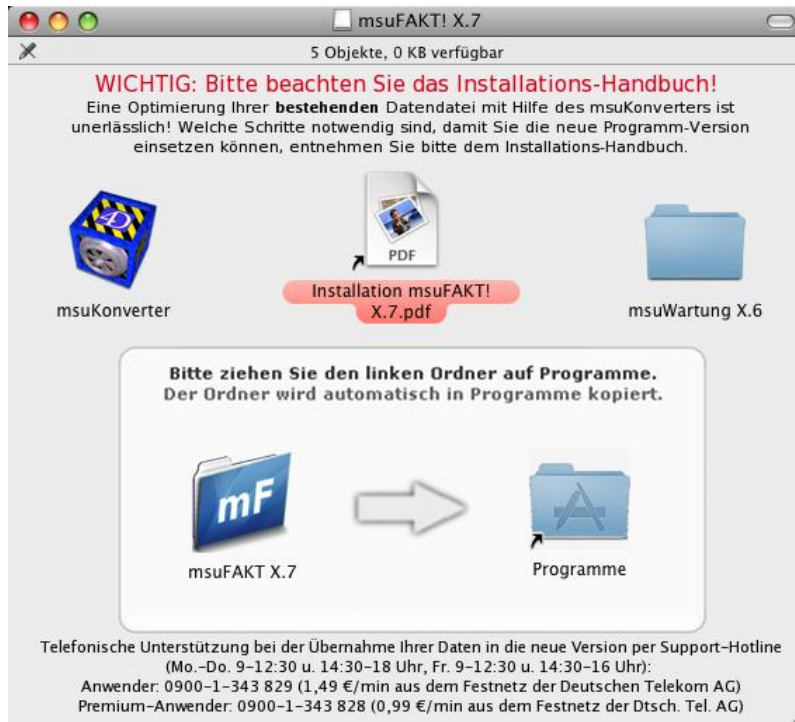 msuFAKT! X.7
5 Objekte, 0 KB verfügbar
WICHTIG: Bitte beachten Sie das Installations-Handbuch!
Eine Optimierung Ihrer bestehenden Datendatei mit Hilfe des msuKonverters ist
unerlässlich! Welche Schritte notwendig sind, damit Sie die neue Programm-Version
einsetzen können, entnehmen Sie bitte dem Installations-Handbuch.
4D
PDF
msuKonverter
Installation msuFAKT!
X.7.pdf
msuWartung X.6
Bitte ziehen Sie den linken Ordner auf Programme.
Der Ordner wird automatisch in Programme kopiert.
mF
msuFAKT X.7
Programme
Telefonische Unterstützung bei der Übernahme Ihrer Daten in die neue Version per Support-Hotline
(Mo.-Do. 9-12:30 u. 14:30-18 Uhr, Fr. 9-12:30 u. 14:30-16 Uhr):
Anwender: 0900-1-343 829 (1,49 €/min aus dem Festnetz der Deutschen Telekom AG)
Premium-Anwender: 0900-1-343 828 (0,99 €/min aus dem Festnetz der Dtsch. Tel. AG)